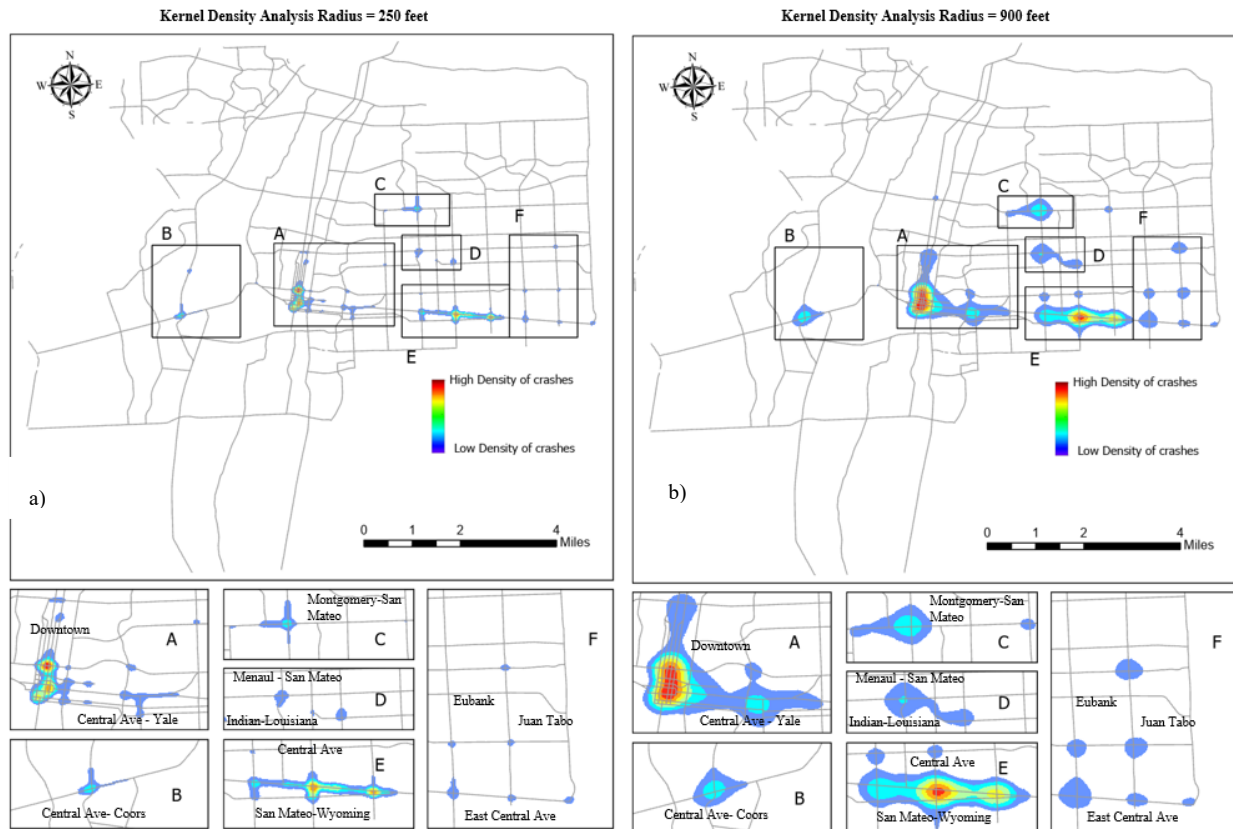 Kernel Density Analysis Radius = 250 feet
N
W
E
S
C
F
B
A
D
E
High Density of crashes
Low Density of crashes
a)
0 1 2 4
Miles
Downtown
A
Central Ave - Yale
Montgomery-San
Mateo
C
Menaul - San Mateo
D
Indian-Louisiana
B
Central Ave- Coors
Central Ave
E
San Mateo-Wyoming
F
Eubank
Juan Tabo
East Central Ave
Kernel Density Analysis Radius = 900 feet
N
W
E
S
C
F
B
A
D
E
High Density of crashes
Low Density of crashes
b)
0 1 2 4
Miles
Downtown
A
Central Ave - Yale
Montgomery-San
Mateo
C
Menaul - San Mateo
D
Indian-Louisiana
B
Central Ave- Coors
Central Ave
E
San Mateo-Wyoming
F
Eubank
Juan Tabo
East Central Ave